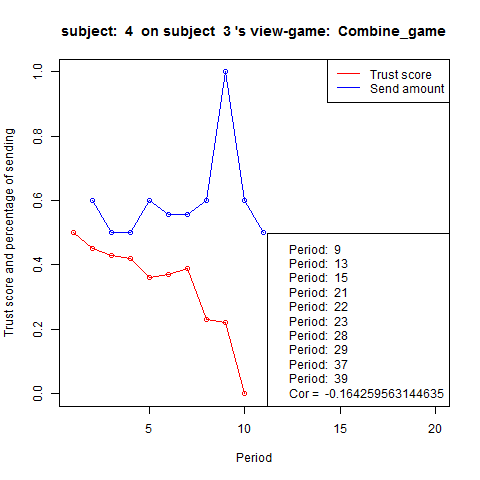 subject:  4  on subject  3 's view-game:  Combine_game
Trust score
Send amount
Trust score and percentage of sending
0.0 0.2 0.4 0.6 0.8 1.0
Period:  9
Period:  13
Period:  15
Period:  21
Period:  22
Period:  23
Period:  28
Period:  29
Period:  37
Period:  39
Cor =  -0.164259563144635
5 10 15 20
Period